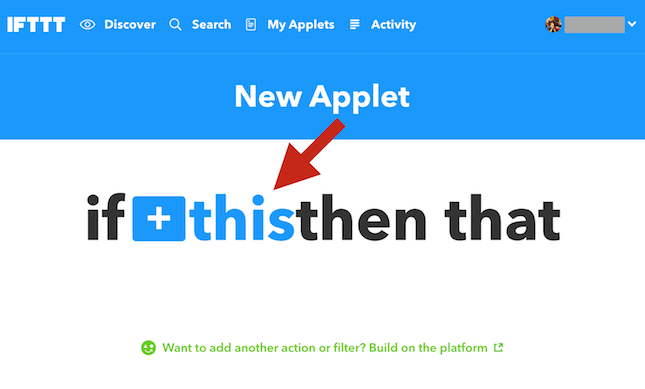 IFTTT Discover Search My Applets Activity
New Applet
if + this then that
Want to add another action or filter? Build on the platform